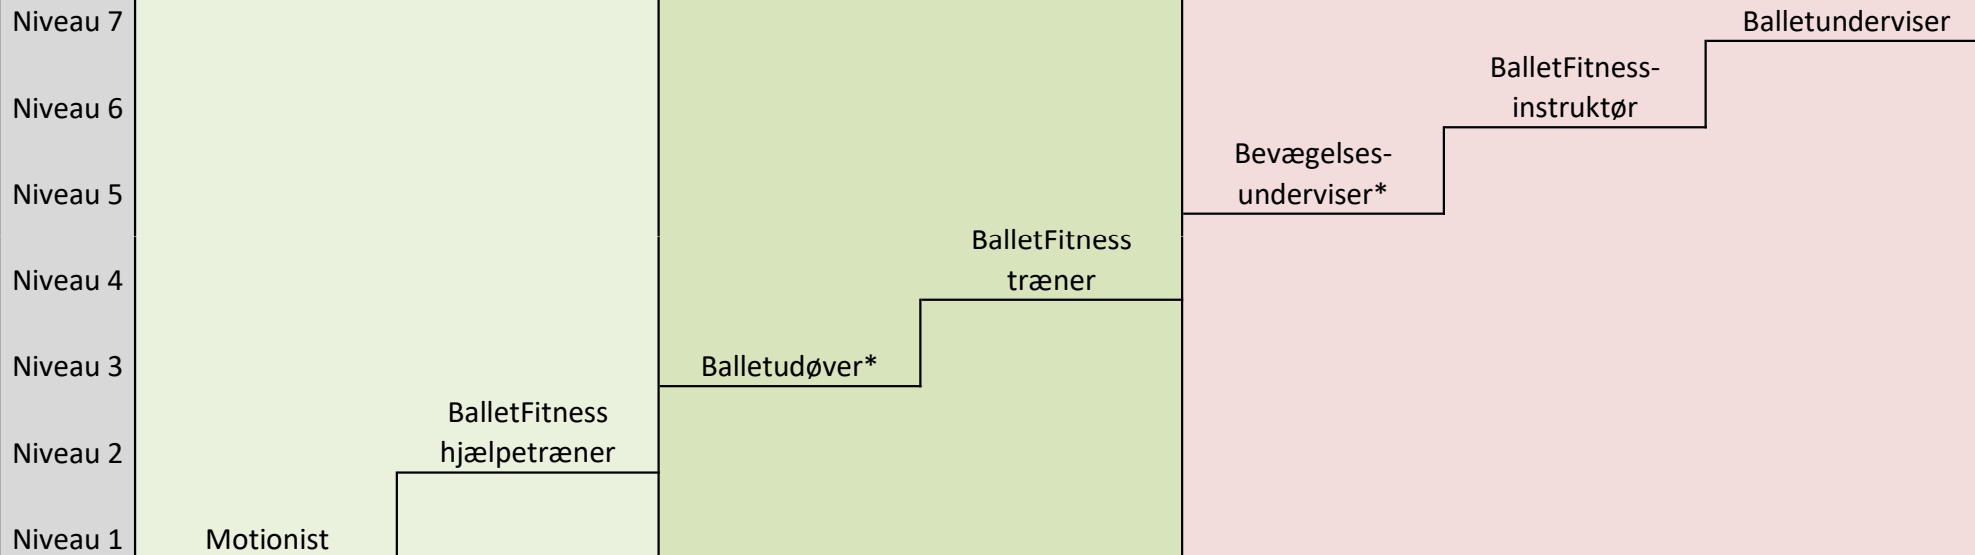 Niveau 7
Balletunderviser
BalletFitness-
Niveau 6
instruktør
Bevægelses-
Niveau 5
underviser*
BalletFitness
Niveau 4
træner
Niveau 3
Balletudøver*
BalletFitness
Niveau 2
hjælpetræner
Niveau 1
Motionist